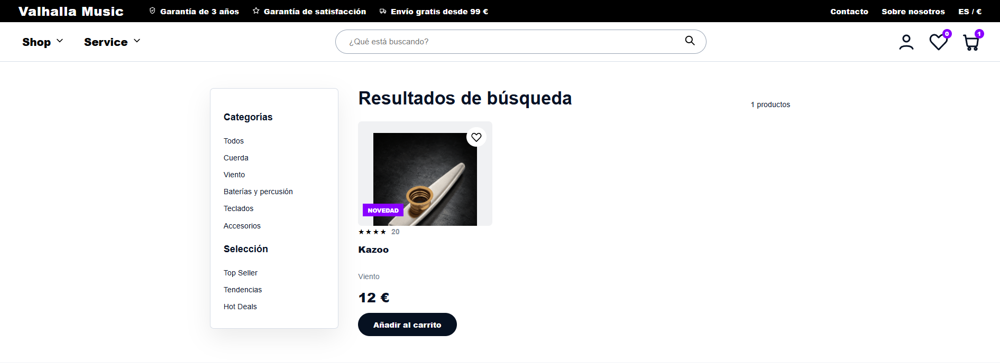 Valhalla Music
Garantía de 3 años
Garantía de satisfacción
Envío gratis desde 99 €
Contacto
Sobre nosotros
ES / €
Shop
Service
¿Qué está buscando?
0
1
Categorías
Todos
Cuerda
Viento
Baterías y percusión
Teclados
Accesorios
Selección
Top Seller
Tendencias
Hot Deals
Resultados de búsqueda
1 productos
NOVEDAD
★★★★ 20
Kazoo
Viento
12 €
Añadir al carrito